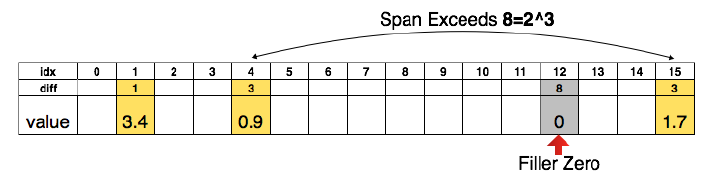 Span Exceeds 8=2^3
idx 0 1 2 3 4 5 6 7 8 9 10 11 12 13 14 15
diff 1 3 8 3
value 3.4 0.9 0 1.7
Filler Zero